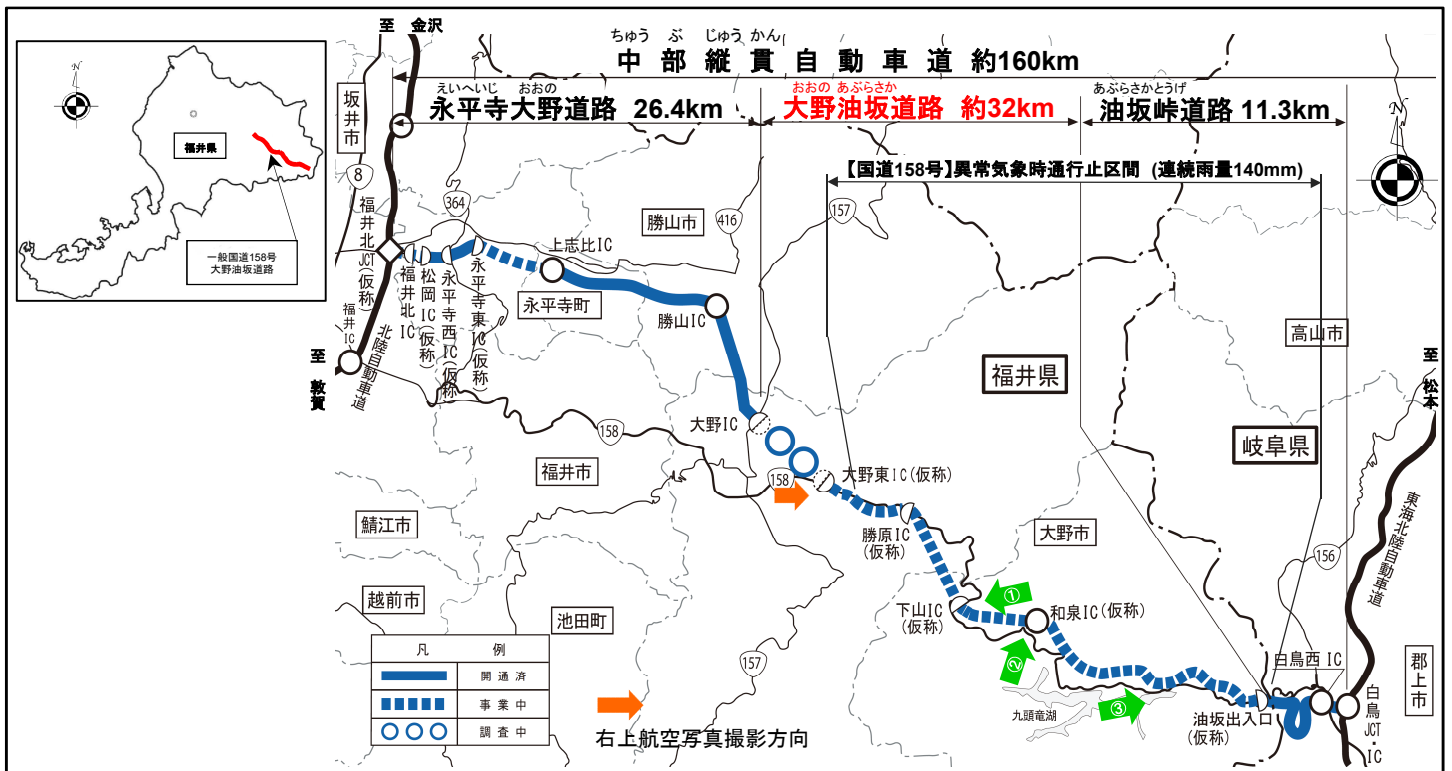 至 金沢
ちゅう ぶ じゅう かん
中部縦貫自動車道 約160km
えいへいじ おおの
永平寺大野道路 26.4km
おおの あぶらさか
大野油坂道路 約32km
あぶらさかとうげ
油坂峠道路 11.3km
【国道158号】異常気象時通行止区間 (連続雨量140mm)
N
福井県
一般国道158号
大野油坂道路
坂井市
8
364
416
157
勝山市
福井北JCT(仮称)
福井北IC
松岡IC(仮称)
永平寺西IC(仮称)
永平寺東IC(仮称)
上志比IC
永平寺町
勝山IC
福井IC
北陸自動車道
至 敦賀
高山市
至 松本
福井県
岐阜県
大野IC
158
福井市
158
大野東IC(仮称)
勝原IC
(仮称)
大野市
156
東海北陸自動車道
鯖江市
越前市
池田町
157
下山IC
(仮称)
①
和泉IC(仮称)
②
③
九頭竜湖
白鳥西 IC
油坂出入口
(仮称)
白鳥JCT・IC
郡上市
凡例
開通済
事業中
調査中
右上航空写真撮影方向